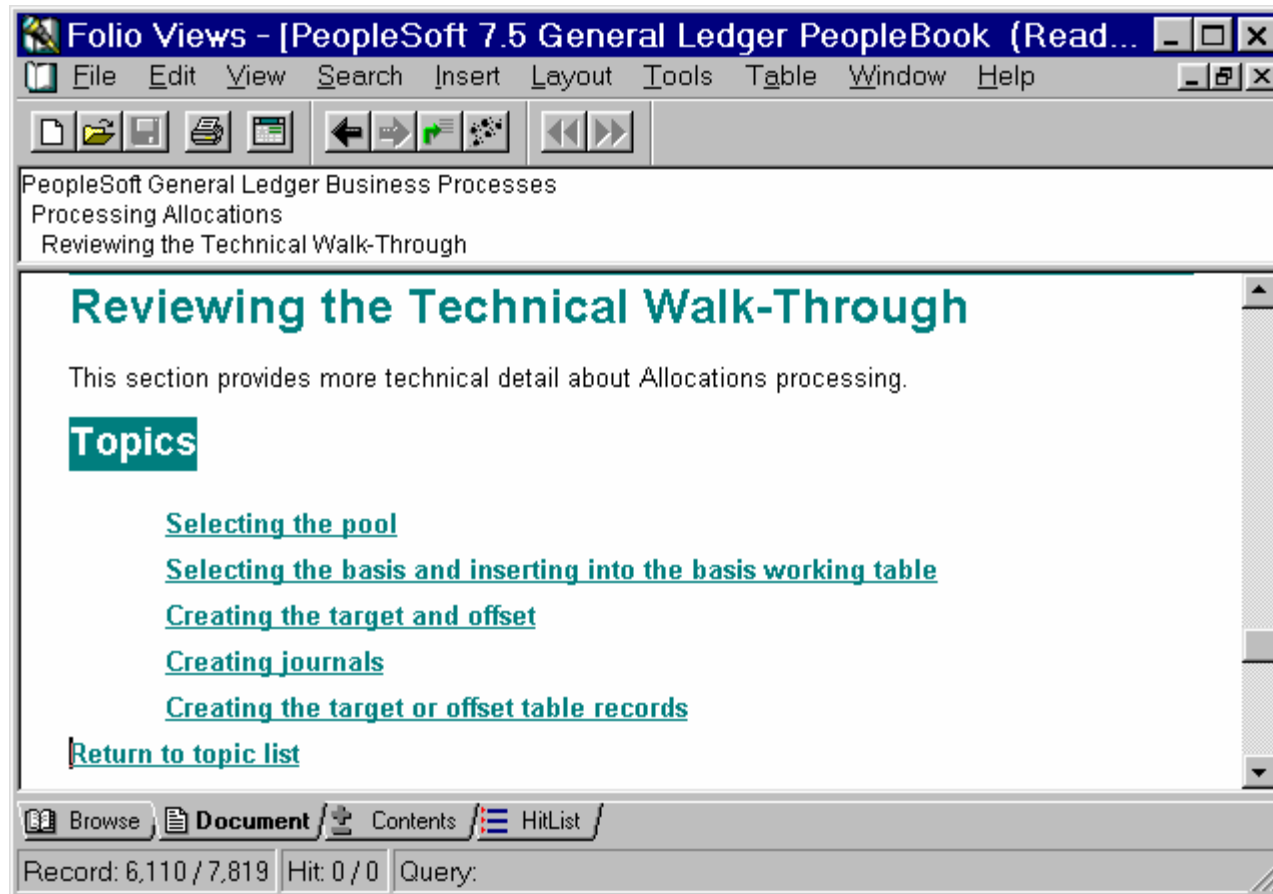 Folio Views - [PeopleSoft 7.5 General Ledger PeopleBook (Read...
File Edit View Search Insert Layout Tools Table Window Help
PeopleSoft General Ledger Business Processes
Processing Allocations
Reviewing the Technical Walk-Through
Reviewing the Technical Walk-Through
This section provides more technical detail about Allocations processing.
Topics
Selecting the pool
Selecting the basis and inserting into the basis working table
Creating the target and offset
Creating journals
Creating the target or offset table records
Return to topic list
Browse Document Contents HitList
Record: 6,110 / 7,819 Hit: 0 / 0 Query: